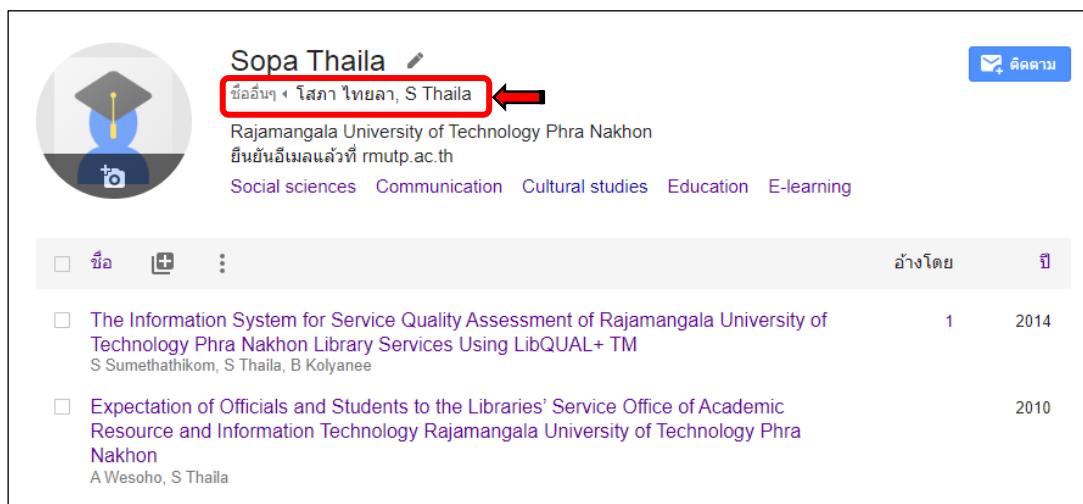 Sopa Thaila
ติดตาม
ชื่ออื่นๆ โสภา ไทยลา, S Thaila
Rajamangala University of Technology Phra Nakhon
ยืนยันอีเมลแล้วที่ rmutp.ac.th
Social sciences Communication Cultural studies Education E-learning
ชื่อ อ้างโดย ปี
The Information System for Service Quality Assessment of Rajamangala University of 1 2014
Technology Phra Nakhon Library Services Using LibQUAL+ TM
S Sumethathikom, S Thaila, B Kolyanee
Expectation of Officials and Students to the Libraries' Service Office of Academic 2010
Resource and Information Technology Rajamangala University of Technology Phra
Nakhon
A Wesoho, S Thaila